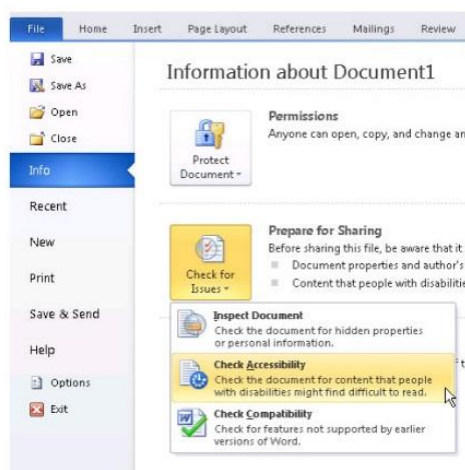 File Home Insert Page Layout References Mailings Review
Save
Save As
Open
Close
Info
Recent
New
Print
Save & Send
Help
Options
Exit
Information about Document1
Protect
Document
Permissions
Anyone can open, copy, and change an
Check for
Issues
Prepare for Sharing
Before sharing this file, be aware that it
Document properties and author's
Content that people with disabilitie
Inspect Document
Check the document for hidden properties
or personal information.
Check Accessibility
Check the document for content that people
with disabilities might find difficult to read.
Check Compatibility
Check for features not supported by earlier
versions of Word.